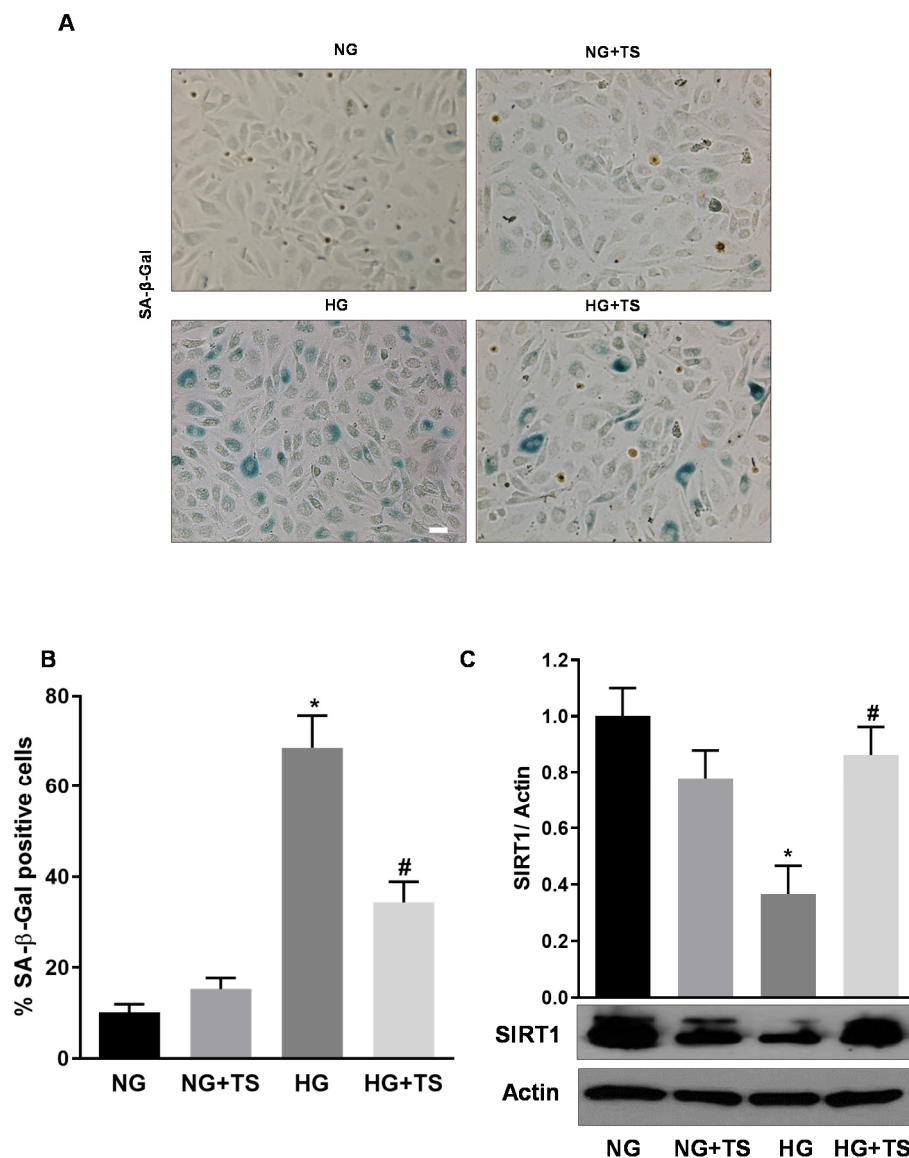 A
NG
NG+TS
SA-β-Gal
HG
HG+TS
B
% SA-β-Gal positive cells
80
60
40
20
0
*
#
NG
NG+TS
HG
HG+TS
C
SIRT1/ Actin
1.2
1.0
0.8
0.6
0.4
0.2
0.0
*
#
SIRT1
Actin
NG
NG+TS
HG
HG+TS